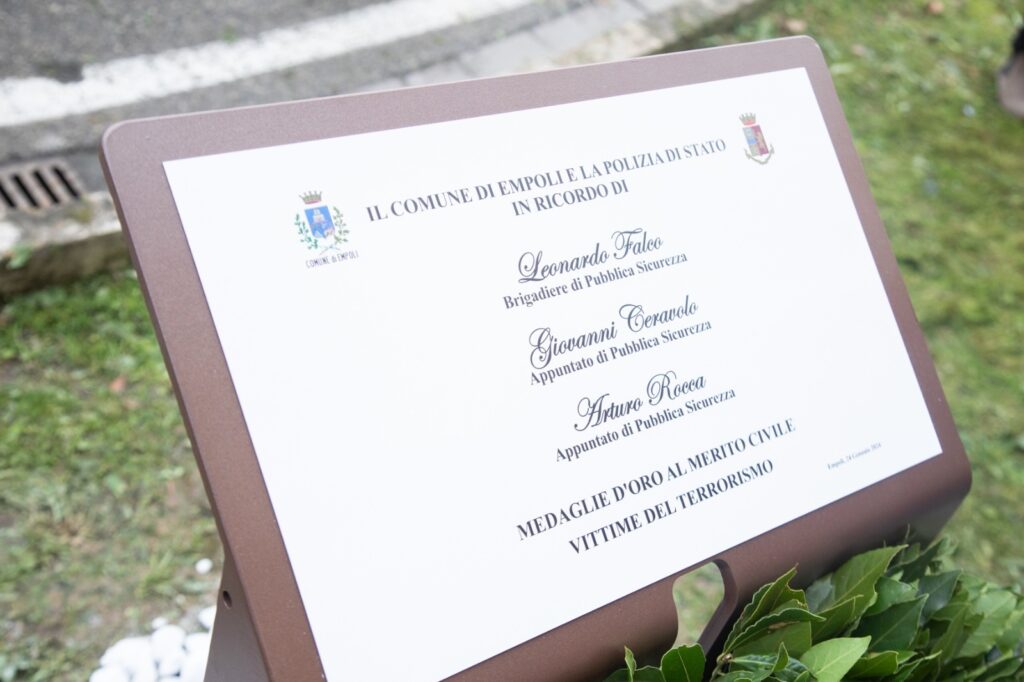 IL COMUNE DI EMPOLI E LA POLIZIA DI STATO
IN RICORDO DI
COMUNE di EMPOLI
Leonardo Falco
Brigadiere di Pubblica Sicurezza
Giovanni Ceravolo
Appuntato di Pubblica Sicurezza
Arturo Rocca
Appuntato di Pubblica Sicurezza
MEDAGLIE D'ORO AL MERITO CIVILE
VITTIME DEL TERRORISMO
Empoli, 24 Gennaio 2024